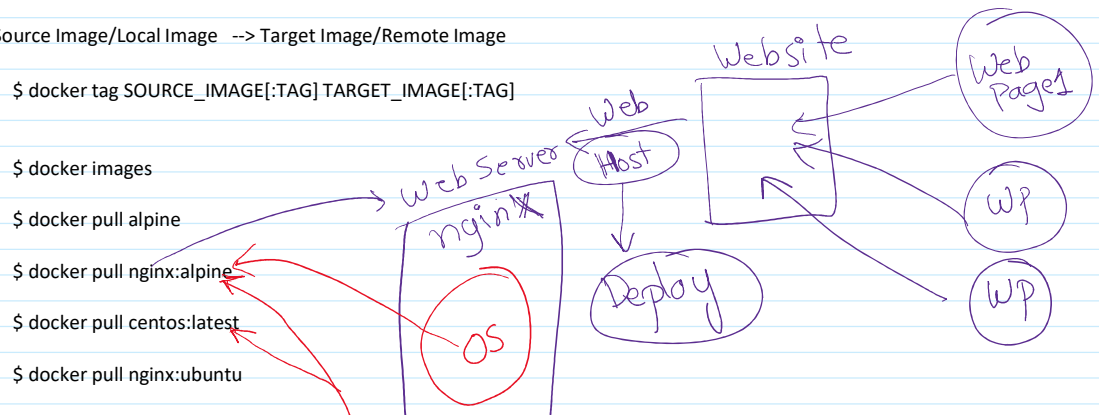 Source Image/Local Image --> Target Image/Remote Image
$ docker tag SOURCE_IMAGE[:TAG] TARGET_IMAGE[:TAG]
$ docker images
$ docker pull alpine
$ docker pull nginx:alpine
$ docker pull centos:latest
$ docker pull nginx:ubuntu
Website
Web
Page1
Web
Host
Web Server
nginx
WP
Deploy
WP
OS